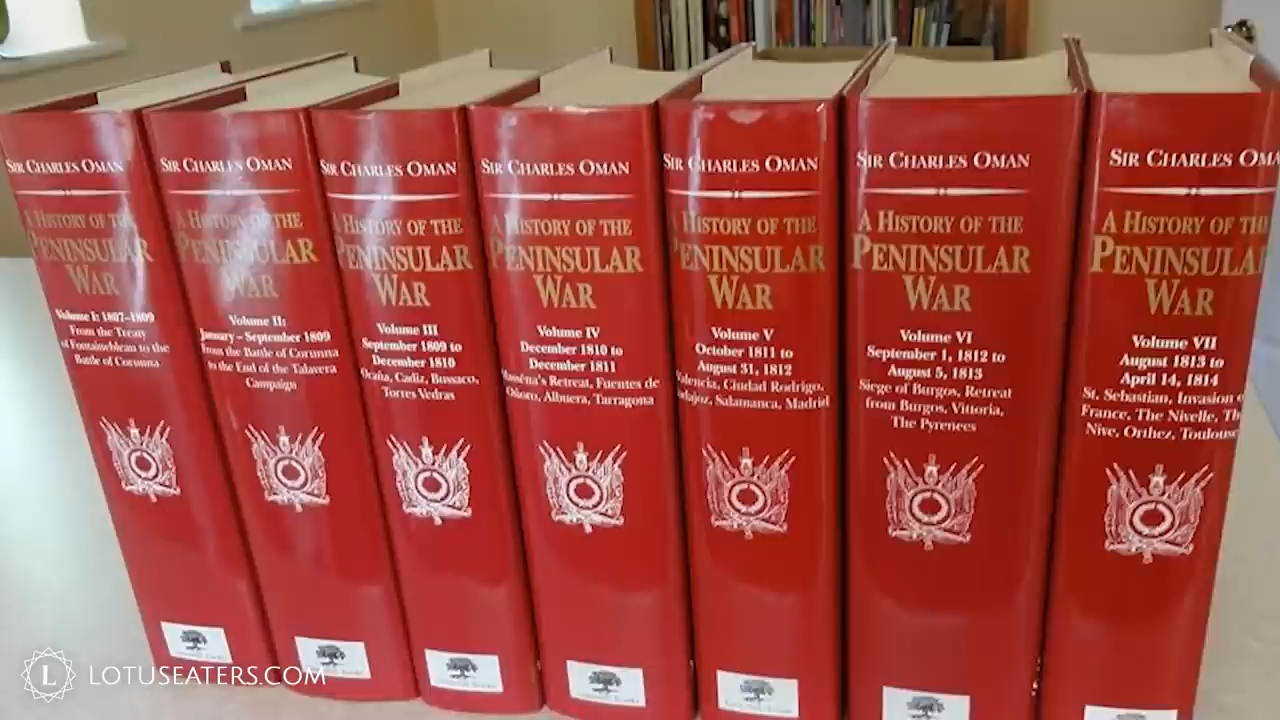 SIR CHARLES OMAN
A HISTORY OF THE
PENINSULAR
WAR
Volume I: 1807–1809
From the Treaty
of Fontainebleau to the
Battle of Corunna
SIR CHARLES OMAN
A HISTORY OF THE
PENINSULAR
WAR
Volume II:
January – September 1809
From the Battle of Corunna
to the End of the Talavera
Campaign
SIR CHARLES OMAN
A HISTORY OF THE
PENINSULAR
WAR
Volume III
September 1809 to
December 1810
Ocaña, Cadiz, Bussaco,
Torres Vedras
SIR CHARLES OMAN
A HISTORY OF THE
PENINSULAR
WAR
Volume IV
December 1810 to
December 1811
Masséna's Retreat, Fuentes de
Oñoro, Albuera, Tarragona
SIR CHARLES OMAN
A HISTORY OF THE
PENINSULAR
WAR
Volume V
October 1811 to
August 31, 1812
Valencia, Ciudad Rodrigo,
Badajoz, Salamanca, Madrid
SIR CHARLES OMAN
A HISTORY OF THE
PENINSULAR
WAR
Volume VI
September 1, 1812 to
August 5, 1813
Siege of Burgos, Retreat
from Burgos, Vittoria,
The Pyrenees
SIR CHARLES OMA
A HISTORY OF THE
PENINSULAR
WAR
Volume VII
August 1813 to
April 14, 1814
St. Sebastian, Invasion o
France, The Nivelle, Th
Nive, Orthez, Toulouse
L LOTUSEATERS.COM